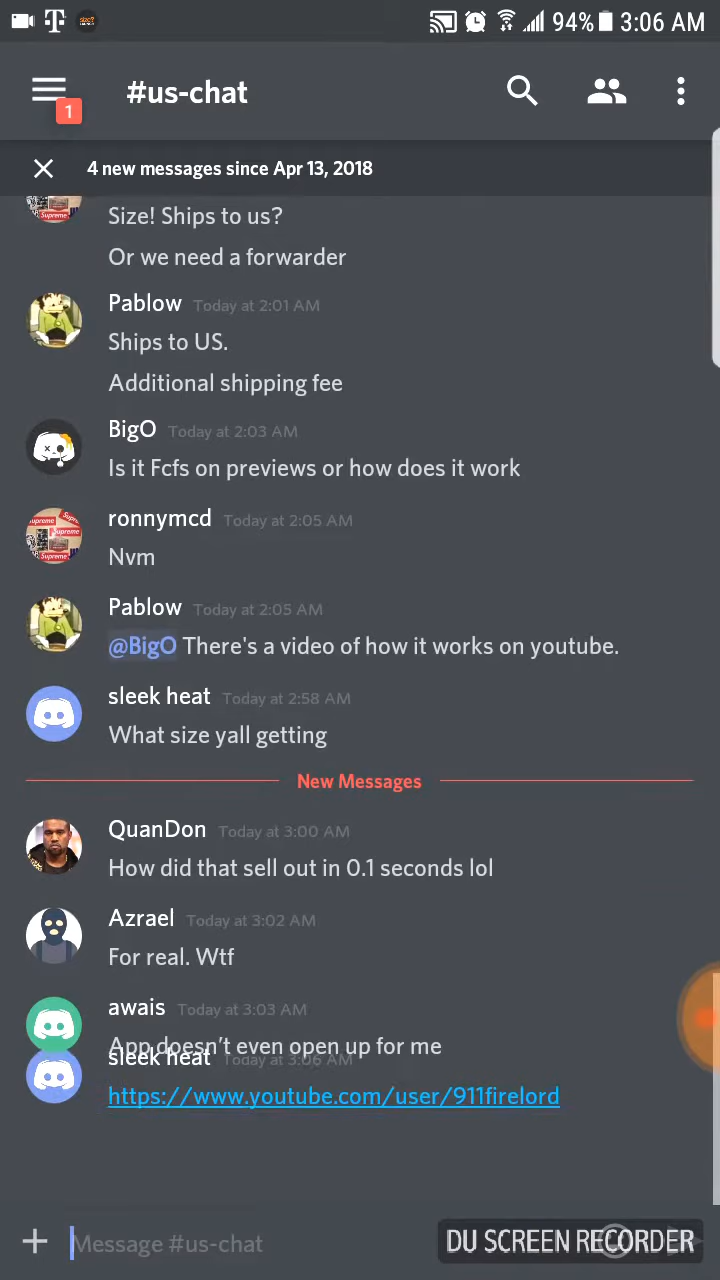 94% 3:06 AM
1
#us-chat
4 new messages since Apr 13, 2018
Size! Ships to us?
Or we need a forwarder
Pablow Today at 2:01 AM
Ships to US.
Additional shipping fee
BigO Today at 2:03 AM
Is it Fcfs on previews or how does it work
ronnymcd Today at 2:05 AM
Nvm
Pablow Today at 2:05 AM
@BigO There's a video of how it works on youtube.
sleek heat Today at 2:58 AM
What size yall getting
New Messages
QuanDon Today at 3:00 AM
How did that sell out in 0.1 seconds lol
Azrael Today at 3:02 AM
For real. Wtf
awais Today at 3:03 AM
App doesn't even open up for me
sleek heat Today at 3:06 AM
https://www.youtube.com/user/911firelord
Message #us-chat
DU SCREEN RECORDER